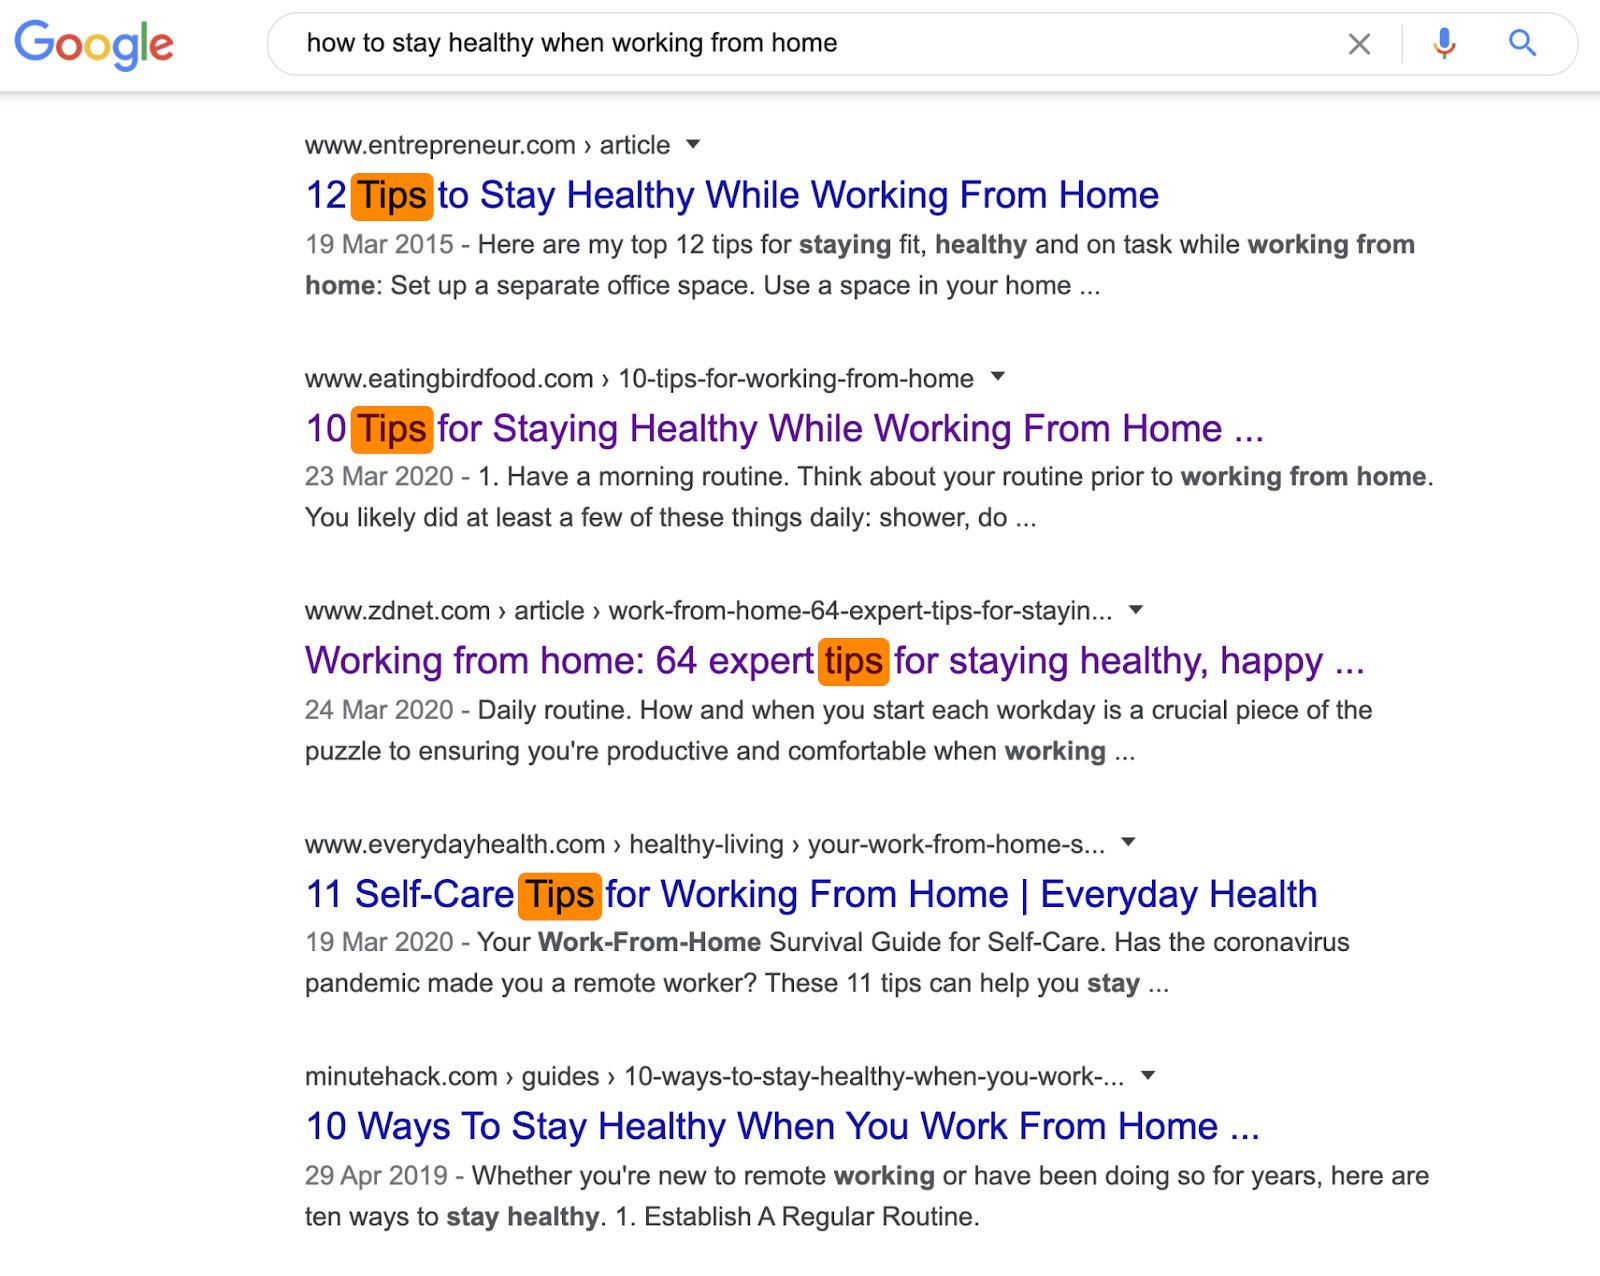 Google
how to stay healthy when working from home
www.entrepreneur.com › article
12 Tips to Stay Healthy While Working From Home
19 Mar 2015 - Here are my top 12 tips for staying fit, healthy and on task while working from
home: Set up a separate office space. Use a space in your home ...
www.eatingbirdfood.com › 10-tips-for-working-from-home
10 Tips for Staying Healthy While Working From Home ...
23 Mar 2020 - 1. Have a morning routine. Think about your routine prior to working from home.
You likely did at least a few of these things daily: shower, do ...
www.zdnet.com › article › work-from-home-64-expert-tips-for-stayin...
Working from home: 64 expert tips for staying healthy, happy ...
24 Mar 2020 - Daily routine. How and when you start each workday is a crucial piece of the
puzzle to ensuring you're productive and comfortable when working ...
www.everydayhealth.com › healthy-living › your-work-from-home-s...
11 Self-Care Tips for Working From Home | Everyday Health
19 Mar 2020 - Your Work-From-Home Survival Guide for Self-Care. Has the coronavirus
pandemic made you a remote worker? These 11 tips can help you stay ...
minutehack.com › guides › 10-ways-to-stay-healthy-when-you-work-...
10 Ways To Stay Healthy When You Work From Home ...
29 Apr 2019 - Whether you're new to remote working or have been doing so for years, here are
ten ways to stay healthy. 1. Establish A Regular Routine.